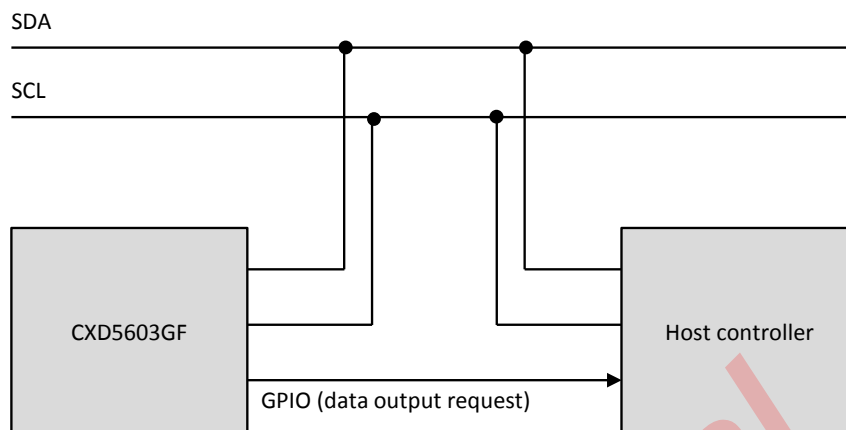 SDA
SCL
CXD5603GF
Host controller
GPIO (data output request)